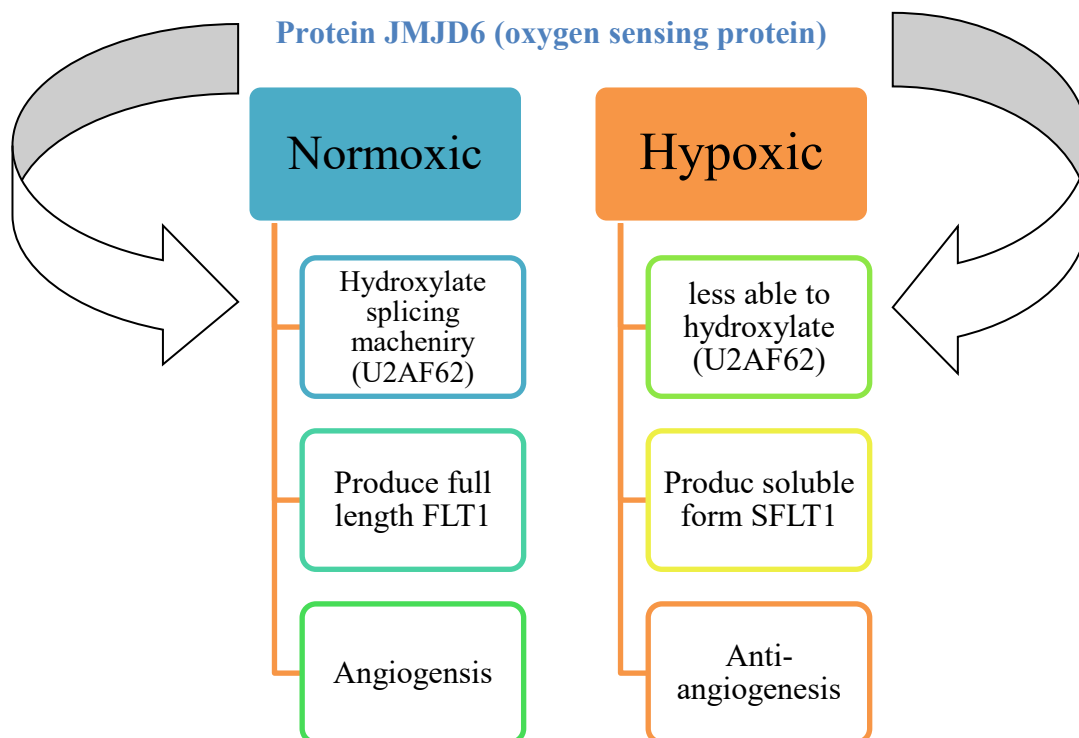 Protein JMJD6 (oxygen sensing protein)
Normoxic
Hydroxylate
splicing
macheniry
(U2AF62)
Produce full
length FLT1
Angiogensis
Hypoxic
less able to
hydroxylate
(U2AF62)
Produc soluble
form SFLT1
Anti-
angiogenesis